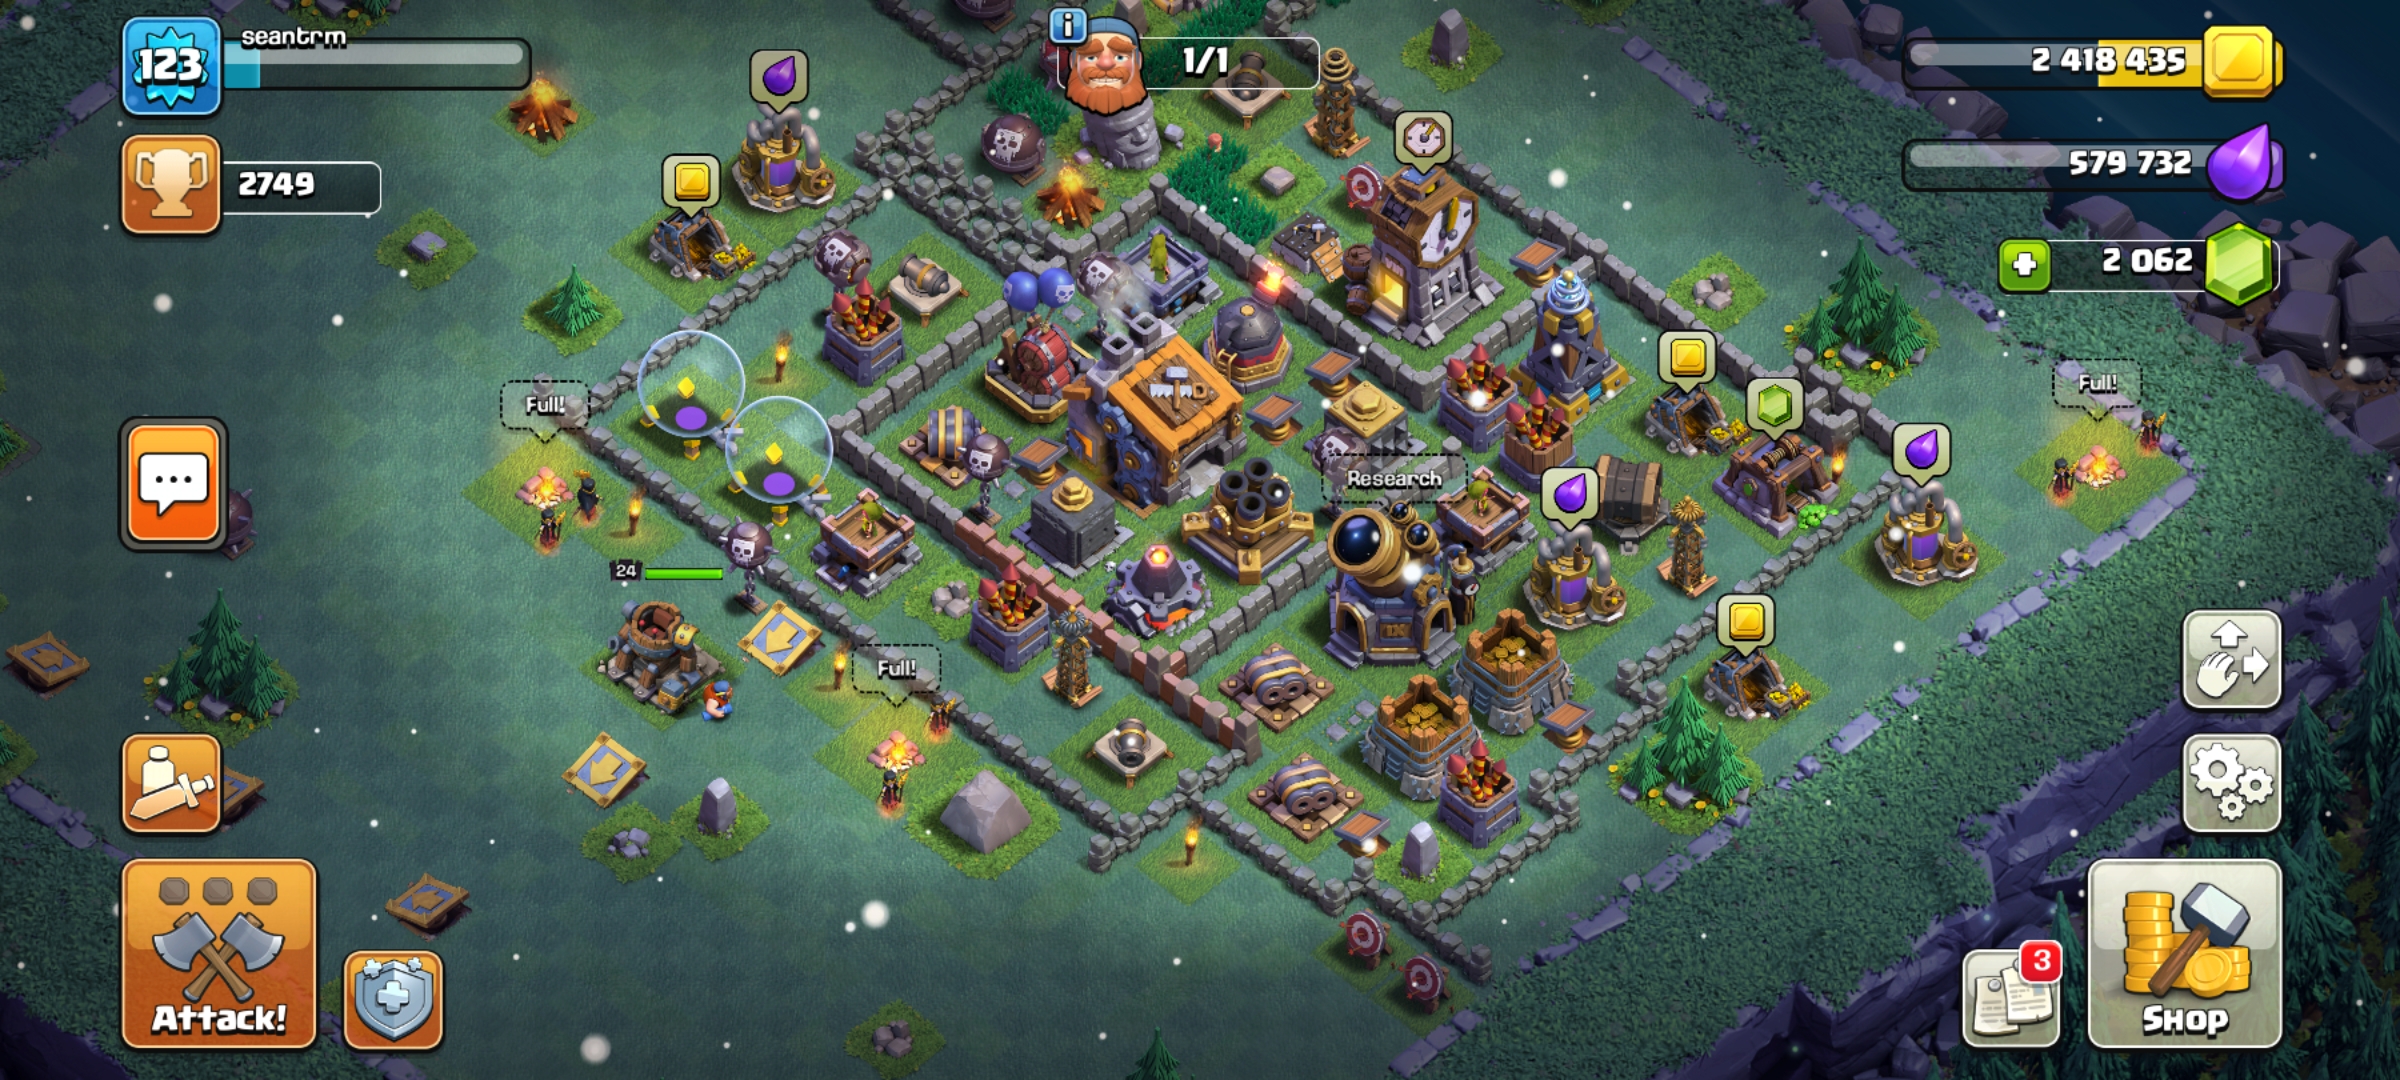 123
seantrm
1/1
2 418 435
2749
579 732
2 062
Full!
Full!
Research
24
Full!
3
Attack!
Shop